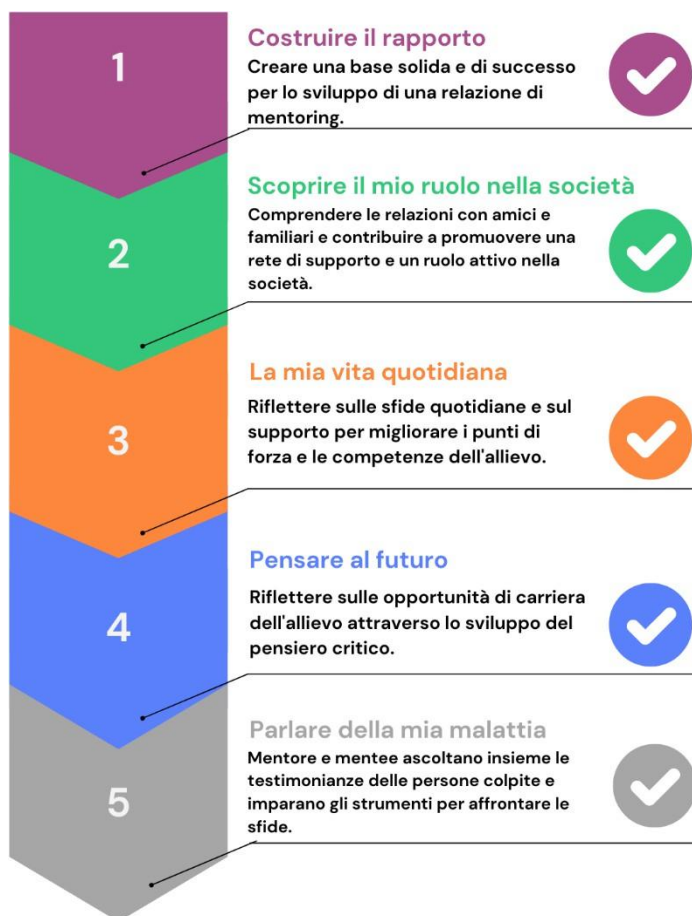 1
Costruire il rapporto
Creare una base solida e di successo
per lo sviluppo di una relazione di
mentoring.
2
Scoprire il mio ruolo nella società
Comprendere le relazioni con amici e
familiari e contribuire a promuovere una
rete di supporto e un ruolo attivo nella
società.
3
La mia vita quotidiana
Riflettere sulle sfide quotidiane e sul
supporto per migliorare i punti di
forza e le competenze dell'allievo.
4
Pensare al futuro
Riflettere sulle opportunità di carriera
dell'allievo attraverso lo sviluppo del
pensiero critico.
5
Parlare della mia malattia
Mentore e mentee ascoltano insieme le
testimonianze delle persone colpite e
imparano gli strumenti per affrontare le
sfide.